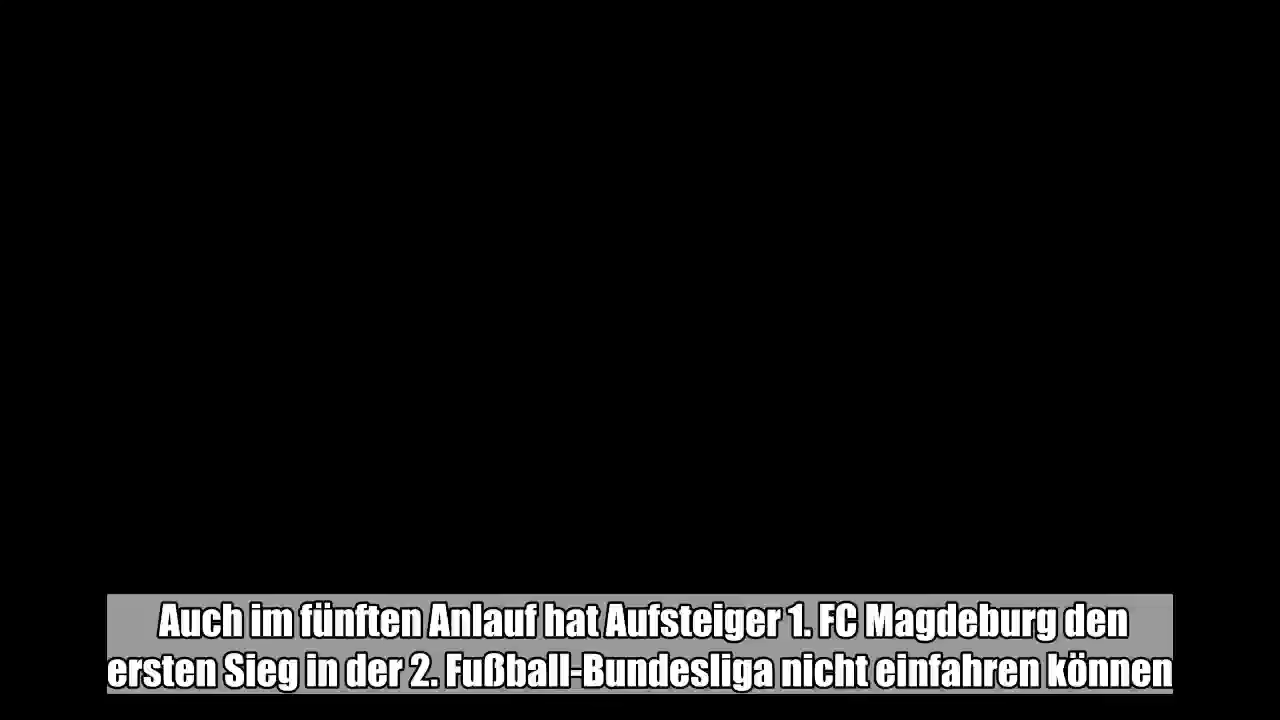 Auch im fünften Anlauf hat Aufsteiger 1. FC Magdeburg den
ersten Sieg in der 2. Fußball-Bundesliga nicht einfahren können